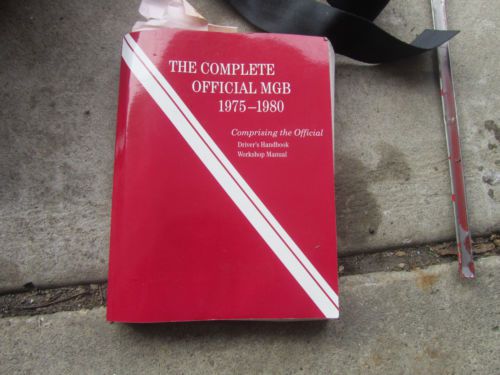 THE COMPLETE
OFFICIAL MGB
1975–1980
Comprising the Official
Driver's Handbook
Workshop Manual